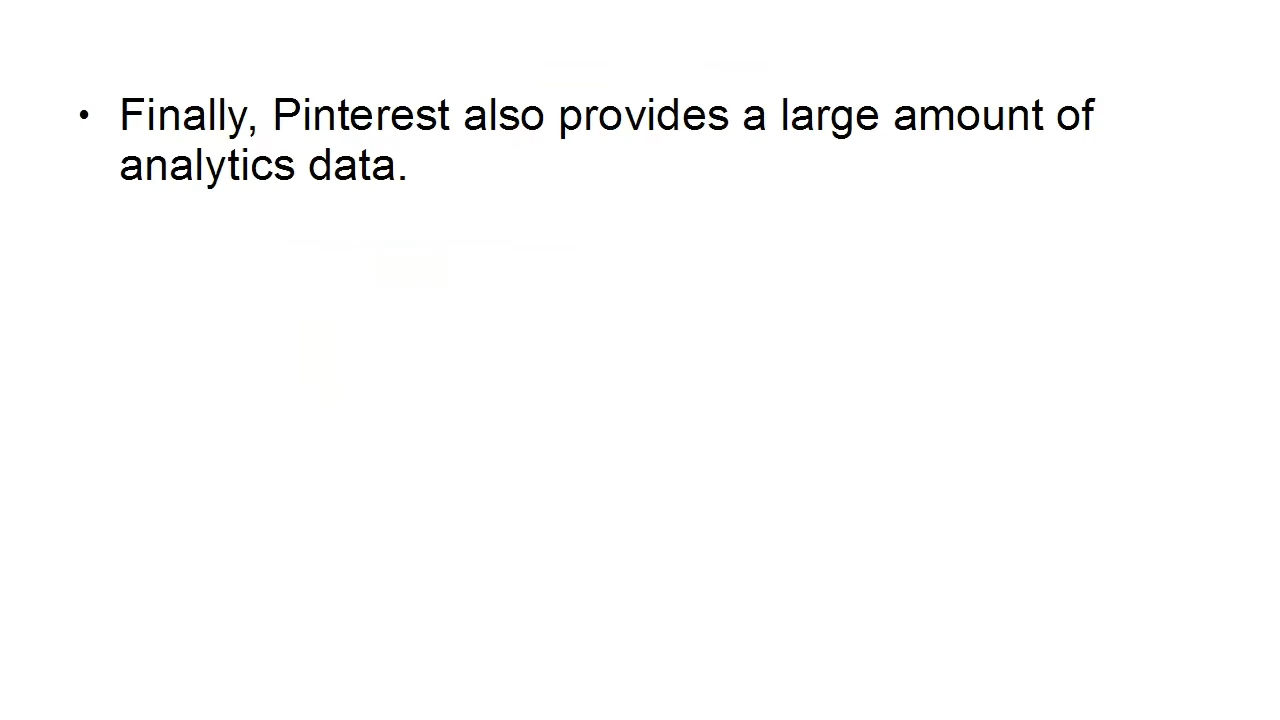 • Finally, Pinterest also provides a large amount of
analytics data.